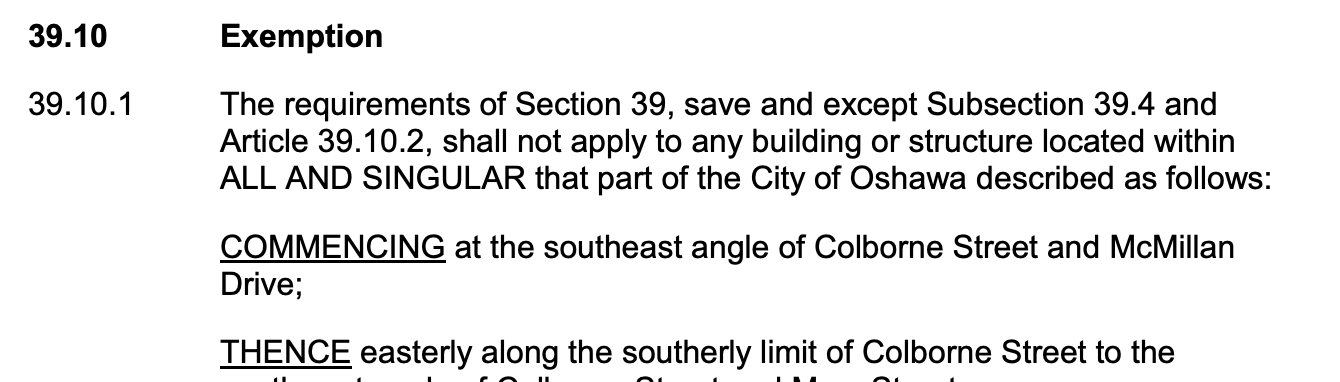 39.10 Exemption
39.10.1 The requirements of Section 39, save and except Subsection 39.4 and
Article 39.10.2, shall not apply to any building or structure located within
ALL AND SINGULAR that part of the City of Oshawa described as follows:
COMMENCING at the southeast angle of Colborne Street and McMillan
Drive;
THENCE easterly along the southerly limit of Colborne Street to the